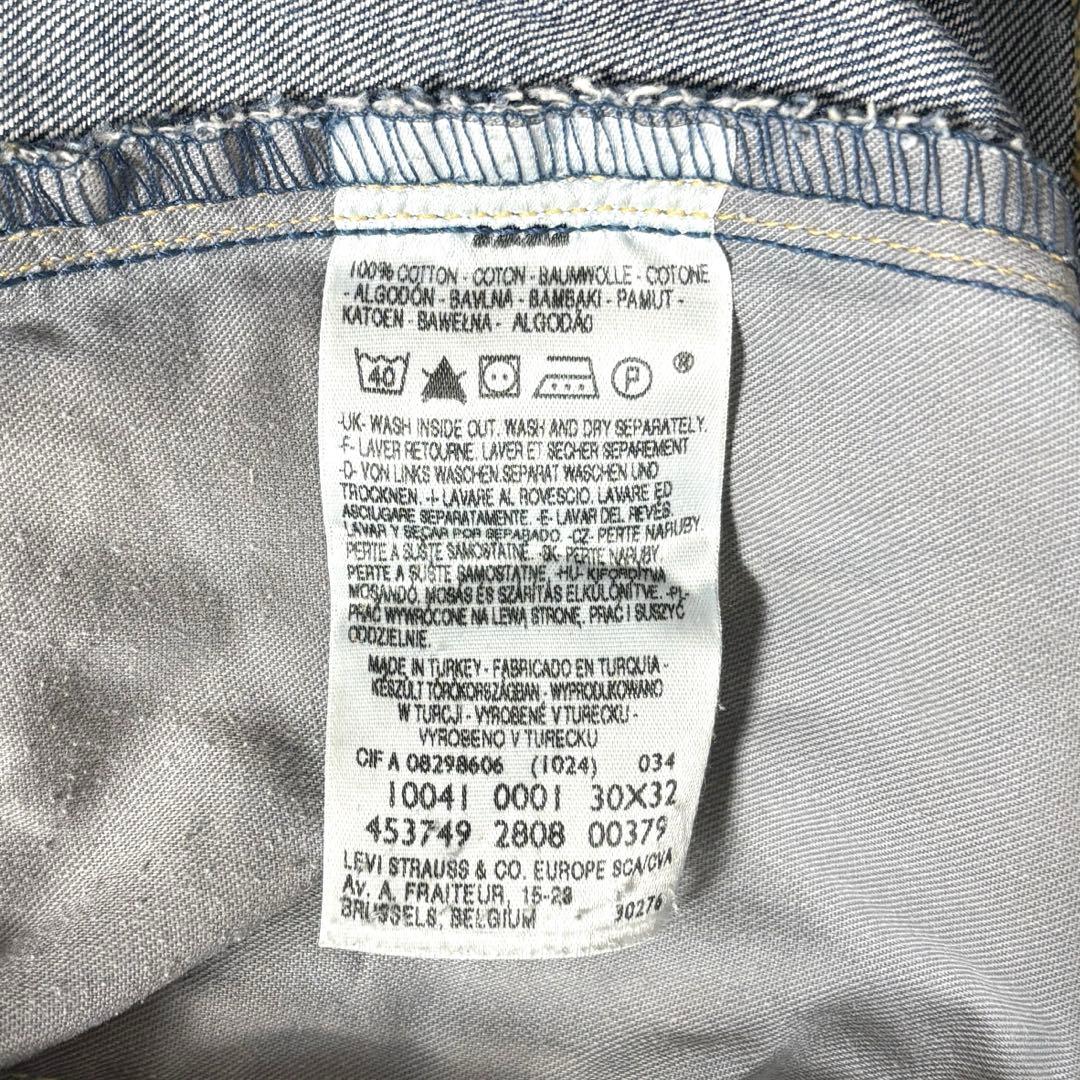 100% COTTON - COTON - BAUMWOLLE - COTONE
- ALGODÓN - BAVLNA - BAMBAKI - PAMUT -
KATOEN - BAWEŁNA - ALGODÃO
40 P ®
-UK- WASH INSIDE OUT. WASH AND DRY SEPARATELY.
-F- LAVER RETOURNE. LAVER ET SECHER SEPAREMENT
-D- VON LINKS WASCHEN.SEPARAT WASCHEN UND
TROCKNEN. -I- LAVARE AL ROVESCIO. LAVARE ED
ASCIUGARE SEPARATAMENTE. -E- LAVAR DEL REVÉS.
LAVAR Y SECAR POR SEPARADO. -CZ- PERTE NARUBY.
PERTE A SUŠTE SAMOSTATNE. -SK- PERTE NARUBY.
PERTE A SUŠTE SAMOSTATNE, -HU- KIFORDÍTVA
MOSANDÓ. MOSÁS ÉS SZÁRÍTÁS ELKÜLÖNÍTVE. -PL-
PRAĆ WYWRÓCONE NA LEWĄ STRONĘ, PRAĆ I SUSZYĆ
ODDZIELNIE.
MADE IN TURKEY - FABRICADO EN TURQUIA -
KÉSZÜLT TÖRÖKORSZÁGBAN - WYPRODUKOWANO
W TURCJI - VYROBENÉ V TURECKU -
VYROBENO V TURECKU
CIF A 08298606 (1024) 034
10041 0001 30X32
453749 2808 00379
LEVI STRAUSS & CO. EUROPE SCA/CVA
Av. A. FRAITEUR, 15-23
BRUSSELS, BELGIUM 30276